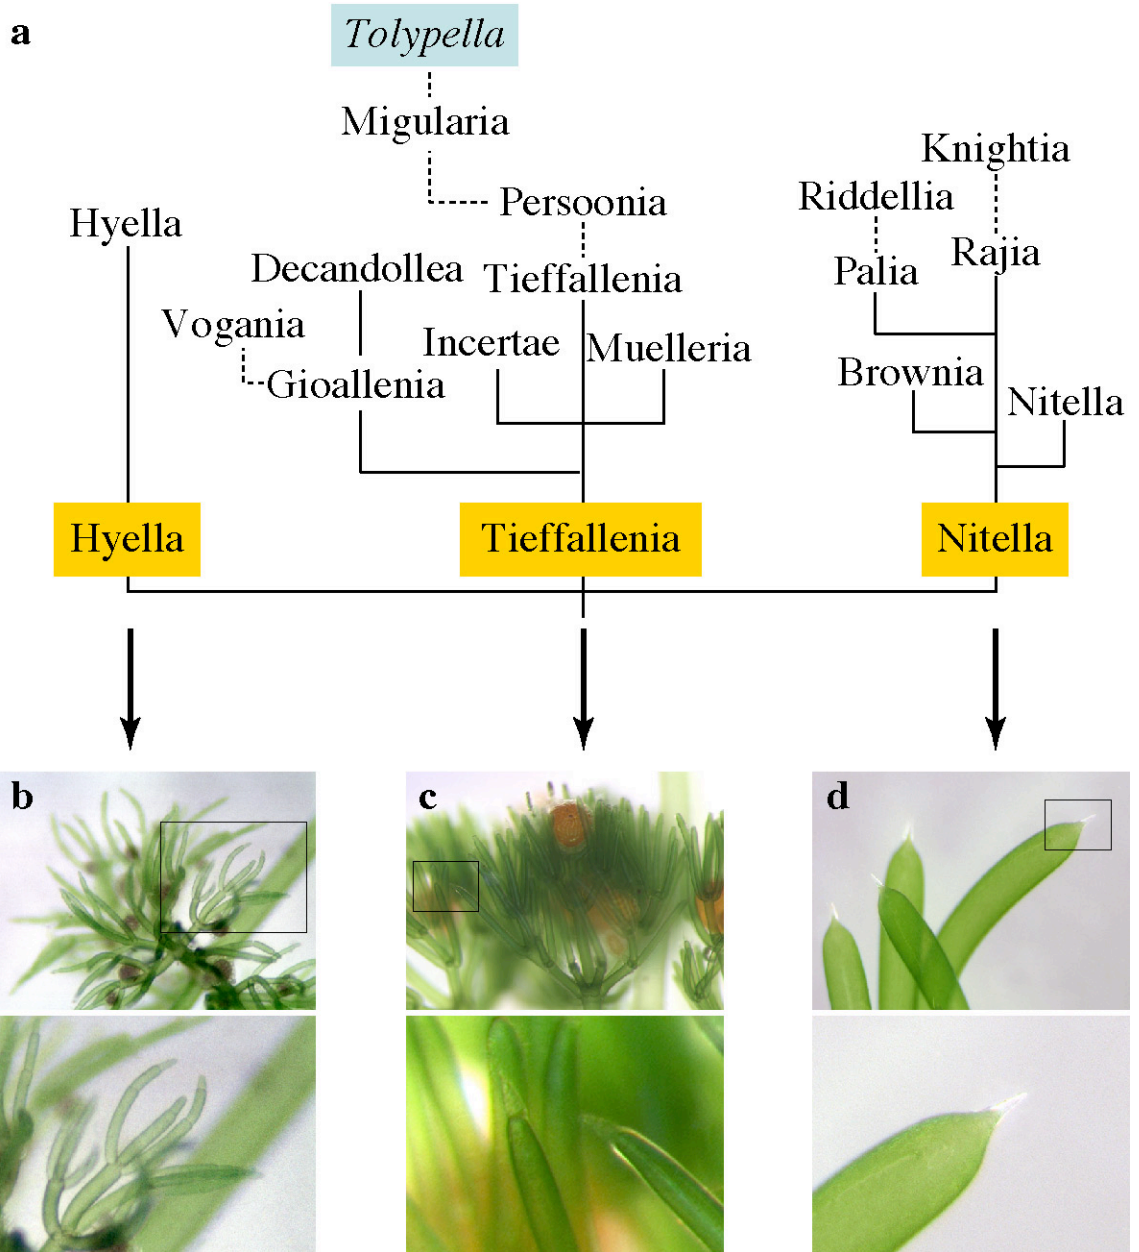 a
Tolypella
Migularia
Knightia
Riddellia
Persoonia
Hyella
Rajia
Decandollea
Tieffallenia
Palia
Vogania
Incertae
Muelleria
Brownia
Gioallenia
Nitella
Hyella
Tieffallenia
Nitella
b
c
d